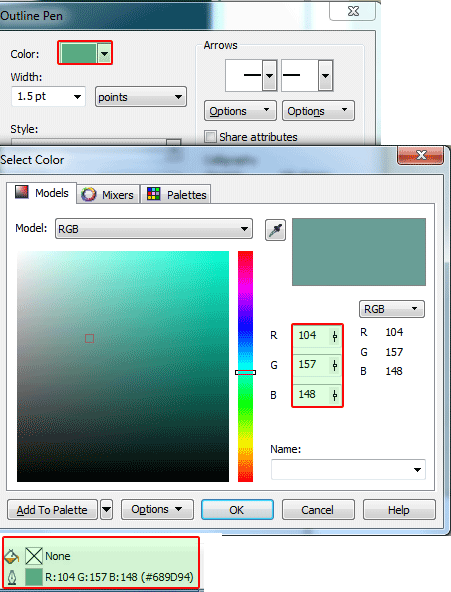 Outline Pen
Color:
Arrows
Width:
1.5 pt points
Options Options
Style:
Share attributes
Select Color
Models Mixers Palettes
Model: RGB
RGB
R 104 R 104
G 157 G 157
B 148 B 148
Name:
Add To Palette Options OK Cancel Help
None
R:104 G:157 B:148 (#689D94)